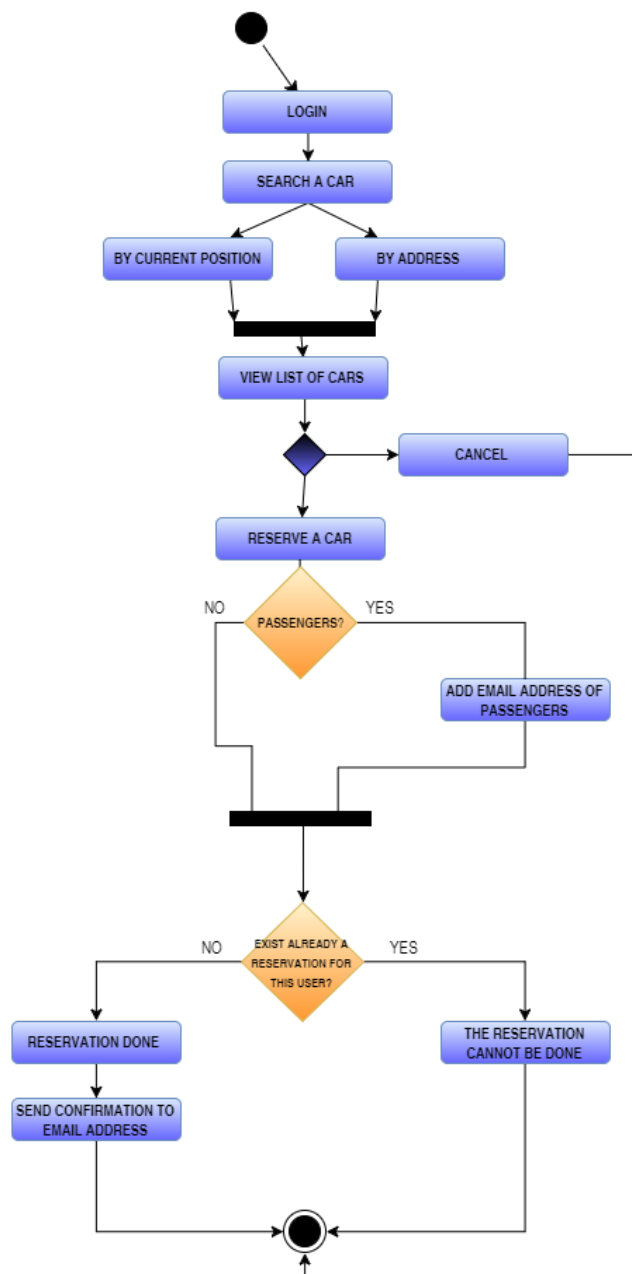 LOGIN
SEARCH A CAR
BY CURRENT POSITION
BY ADDRESS
VIEW LIST OF CARS
CANCEL
RESERVE A CAR
NO
YES
PASSENGERS?
ADD EMAIL ADDRESS OF
PASSENGERS
NO
YES
EXIST ALREADY A
RESERVATION FOR
THIS USER?
RESERVATION DONE
THE RESERVATION
CANNOT BE DONE
SEND CONFIRMATION TO
EMAIL ADDRESS